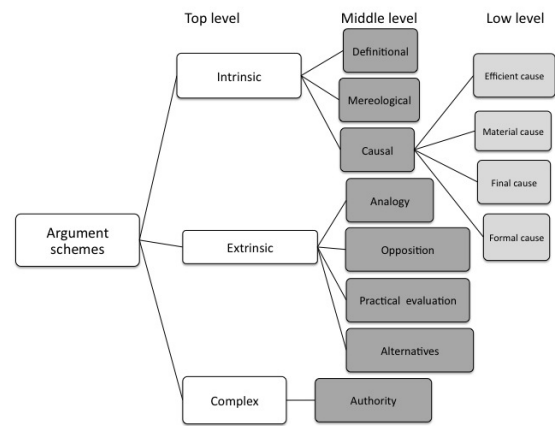 Top level
Middle level
Low level
Argument
schemes
Intrinsic
Definitional
Mereological
Causal
Efficient cause
Material cause
Final cause
Formal cause
Extrinsic
Analogy
Opposition
Practical evaluation
Alternatives
Complex
Authority